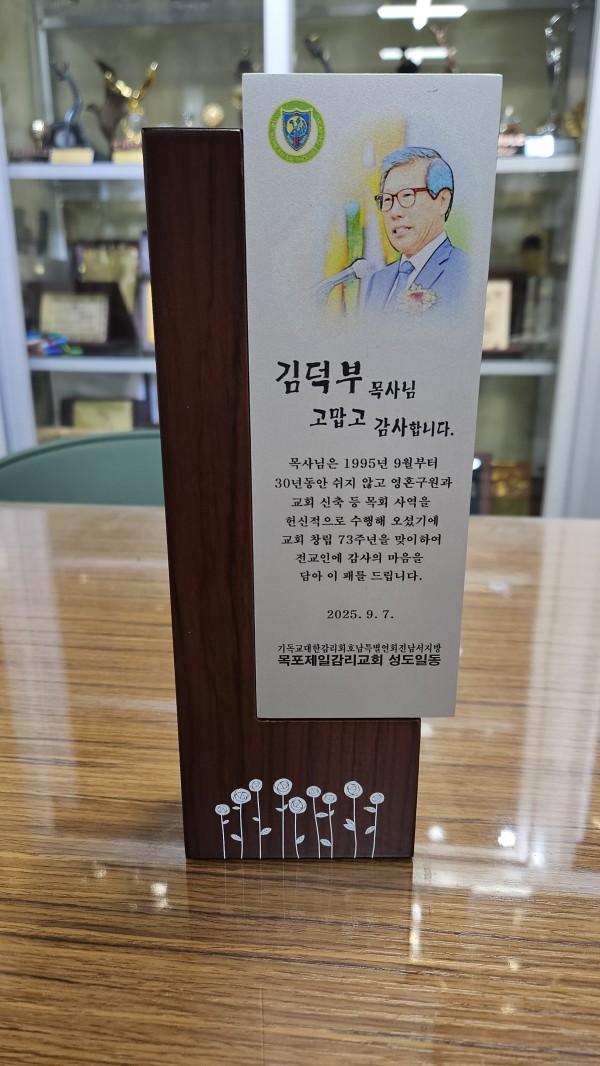 김덕부 목사님
고맙고 감사합니다.
목사님은 1995년 9월부터
30년동안 쉬지 않고 영혼구원과
교회 신축 등 목회 사역을
헌신적으로 수행해 오셨기에
교회 창립 73주년을 맞이하여
전교인에 감사의 마음을
담아 이 패를 드립니다.
2025. 9. 7.
기독교대한감리회호남특별연회전남서지방
목포제일감리교회 성도일동